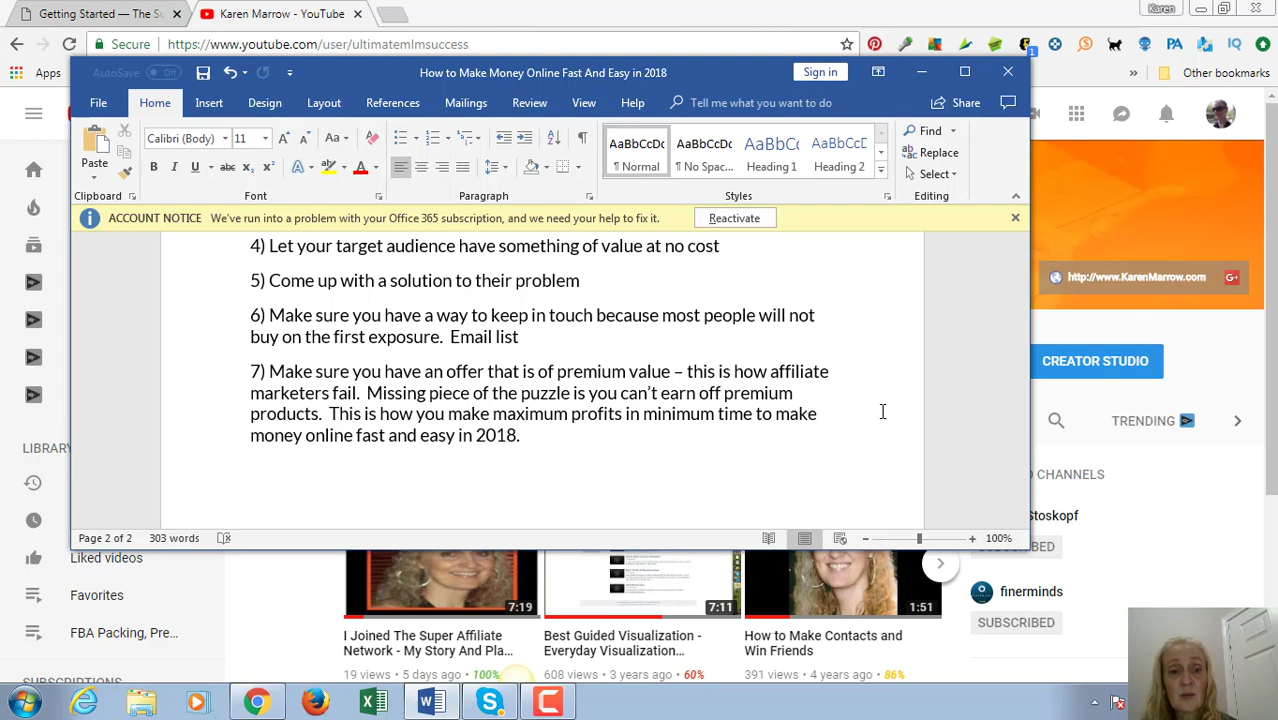 Getting Started — The Su
Karen Marrow - YouTube
Karen
Secure
https://www.youtube.com/user/ultimatemlmsuccess
Apps
Other bookmarks
AutoSave
Off
How to Make Money Online Fast And Easy in 2018
Sign in
File
Home
Insert
Design
Layout
References
Mailings
Review
View
Help
Tell me what you want to do
Share
Paste
Calibri (Body)
11
Find
Replace
Select
AaBbCcDc
¶ Normal
AaBbCcDc
¶ No Spac...
AaBbCc
Heading 1
AaBbCcD
Heading 2
Clipboard
Font
Paragraph
Styles
Editing
ACCOUNT NOTICE We've run into a problem with your Office 365 subscription, and we need your help to fix it.
Reactivate
4) Let your target audience have something of value at no cost
5) Come up with a solution to their problem
6) Make sure you have a way to keep in touch because most people will not
buy on the first exposure.  Email list
7) Make sure you have an offer that is of premium value – this is how affiliate
marketers fail.  Missing piece of the puzzle is you can't earn off premium
products.  This is how you make maximum profits in minimum time to make
money online fast and easy in 2018.
Page 2 of 2
303 words
100%
http://www.KarenMarrow.com
CREATOR STUDIO
TRENDING
D CHANNELS
Stoskopf
SUBSCRIBED
finerminds
SUBSCRIBED
LIBRARY
Liked videos
Favorites
FBA Packing, Pre...
SUBSCRIPTIONS
7:19
7:11
1:51
I Joined The Super Affiliate
Network - My Story And Pla...
19 views • 5 days ago
100%
Best Guided Visualization -
Everyday Visualization...
608 views • 3 years ago
60%
How to Make Contacts and
Win Friends
391 views • 4 years ago
86%